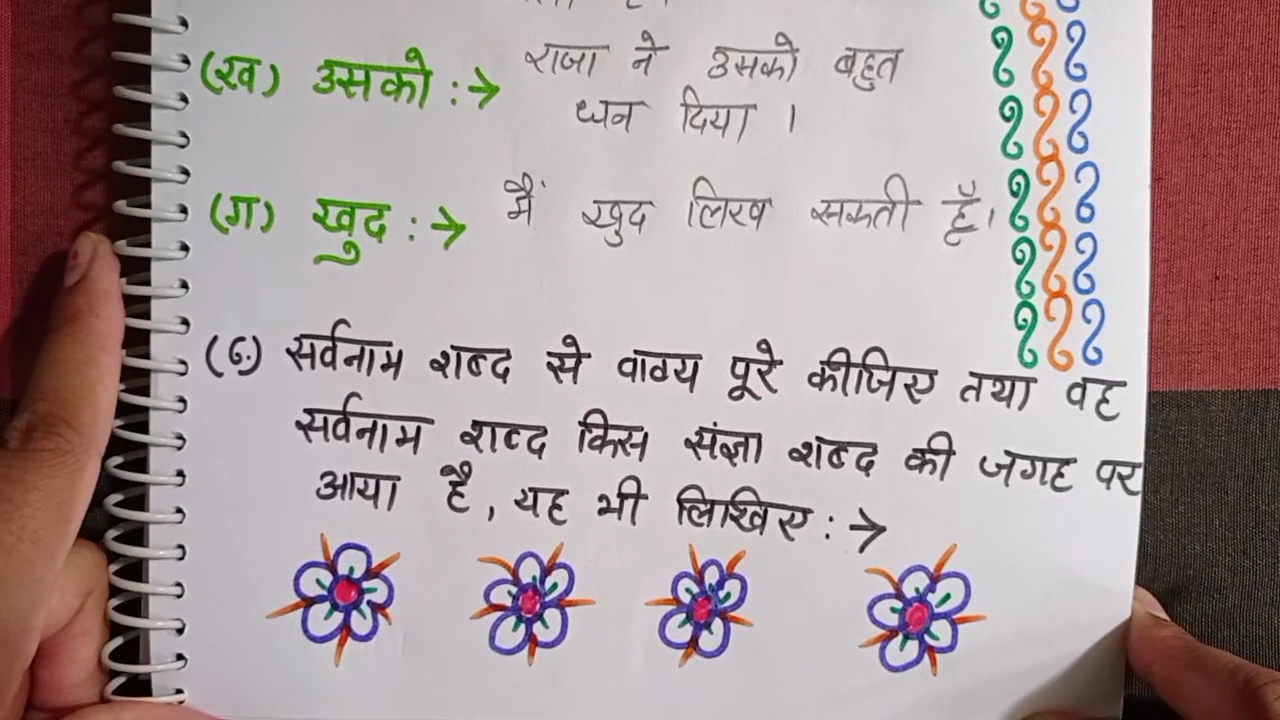 (ख) उसको :→ राजा ने उसको बहुत
धन दिया ।
(ग) खुद :→ मैं खुद लिख सकती हूँ।
(6.) सर्वनाम शब्द से वाक्य पूरे कीजिए तथा वह
सर्वनाम शब्द किस संज्ञा शब्द की जगह पर
आया है, यह भी लिखिए :→